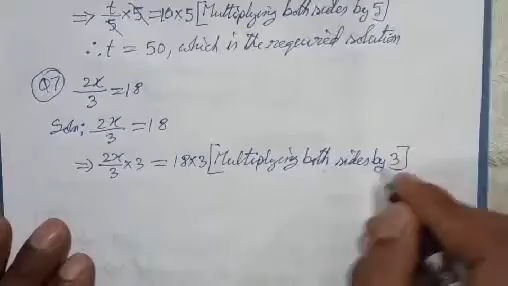 ⇒ t/5 × 5 = 10×5 [Multiplying both sides by 5]
∴ t = 50, which is the required solution
Q7 2x/3 = 18
Soln: 2x/3 = 18
⇒ 2x/3 × 3 = 18×3 [Multiplying both sides by 3]